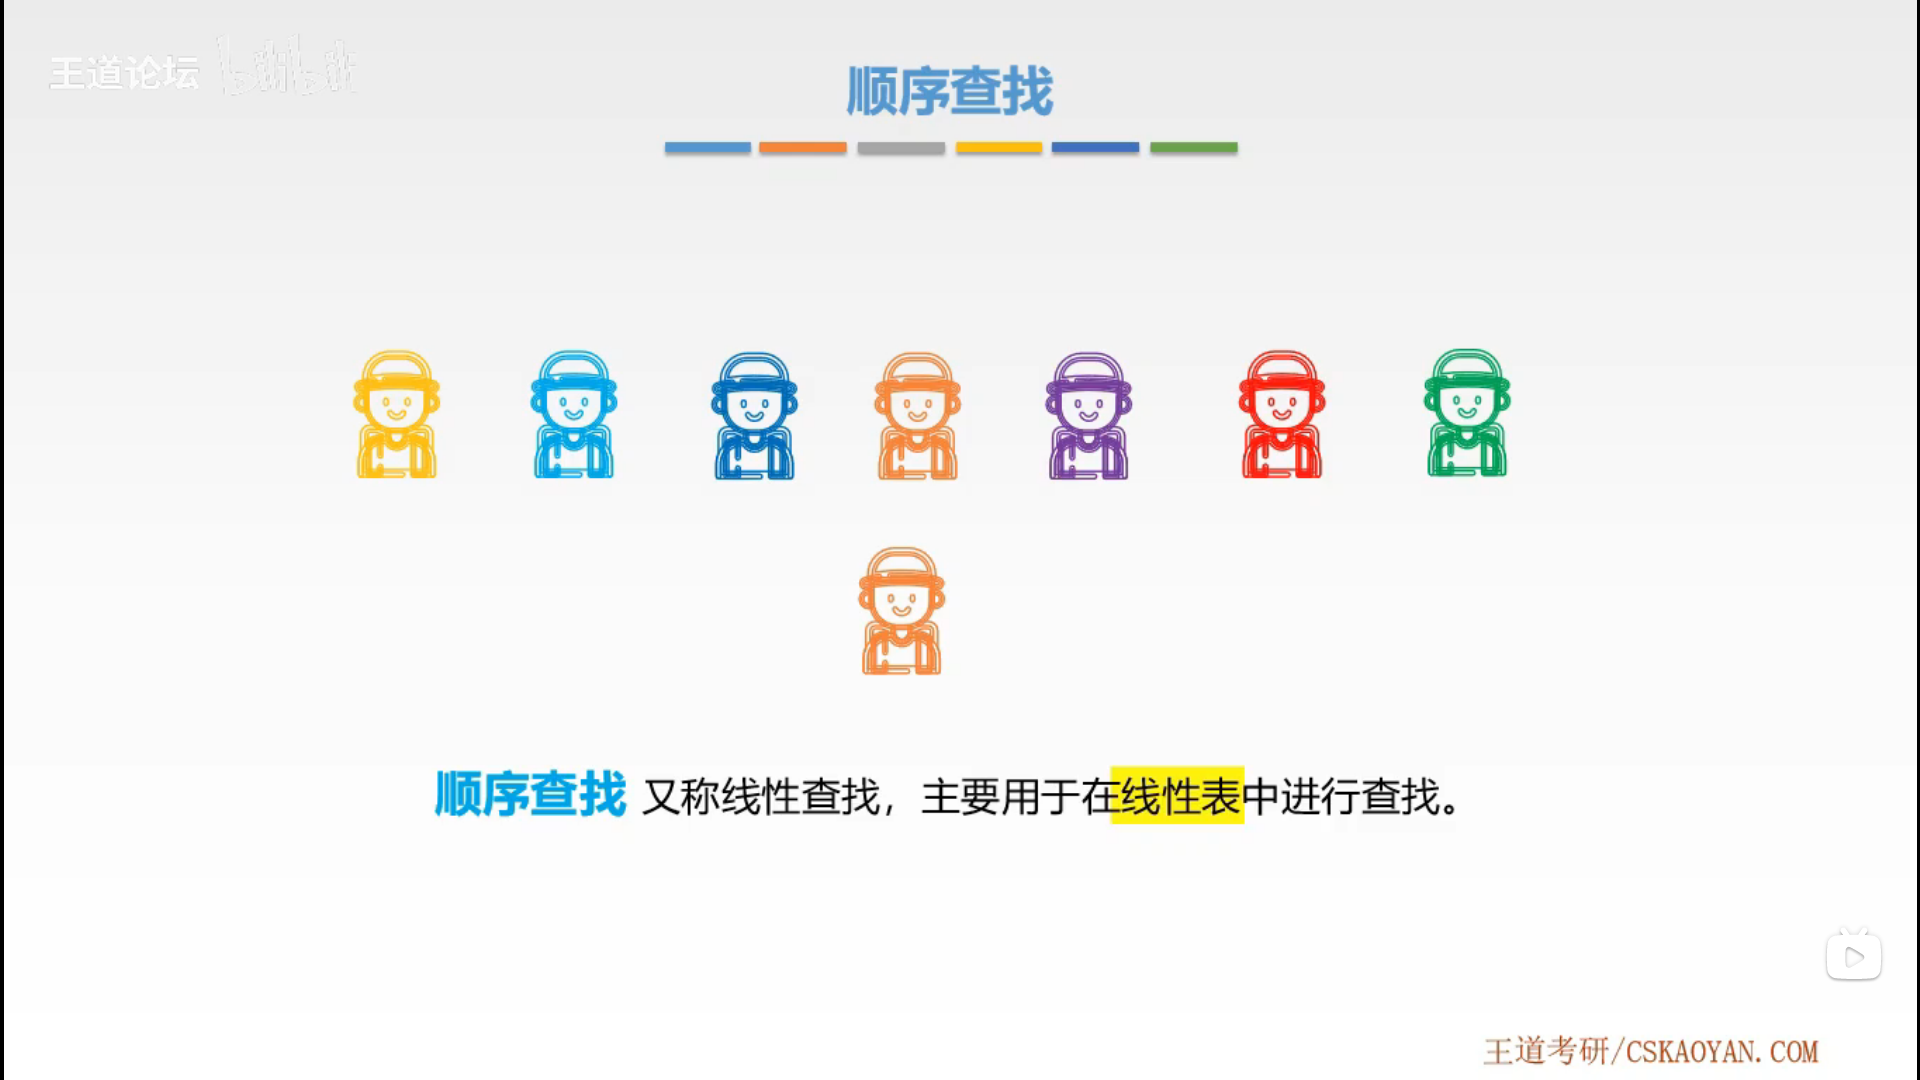 王道论坛 bilibili
顺序查找
顺序查找 又称线性查找，主要用于在线性表中进行查找。
王道考研/CSKAOYAN.COM